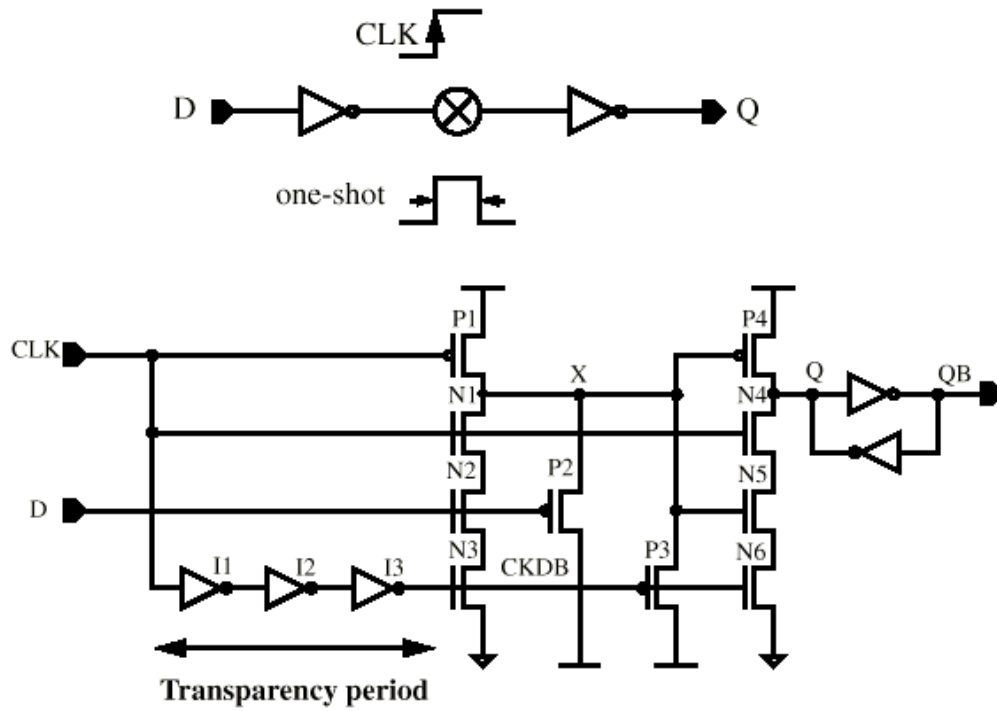 CLK
D
Q
one-shot
P1
P4
CLK
X
Q
QB
N1
N4
N2
P2
N5
D
N3
P3
N6
I1
I2
I3
CKDB
Transparency period